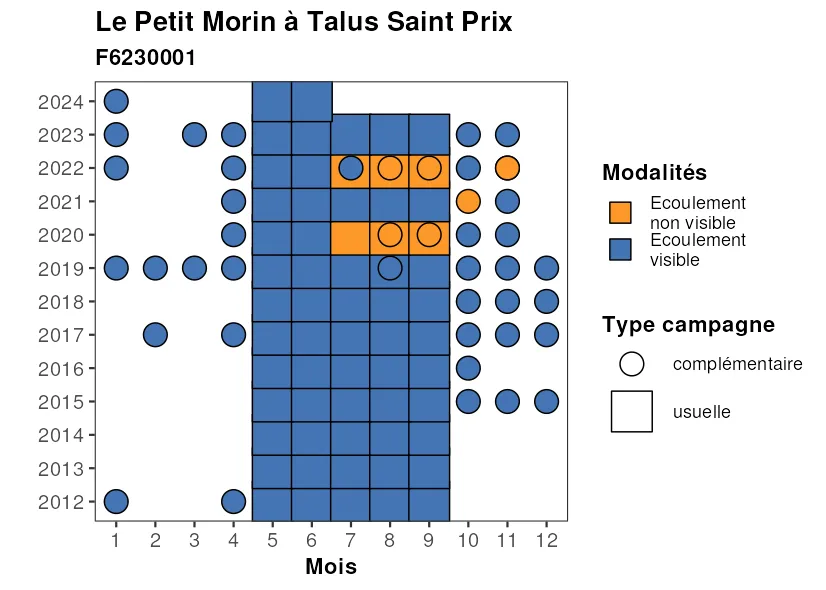 Le Petit Morin à Talus Saint Prix
F6230001
2024
2023
2022
2021
2020
2019
2018
2017
2016
2015
2014
2013
2012
1 2 3 4 5 6 7 8 9 10 11 12
Mois
Modalités
Ecoulement
non visible
Ecoulement
visible
Type campagne
complémentaire
usuelle